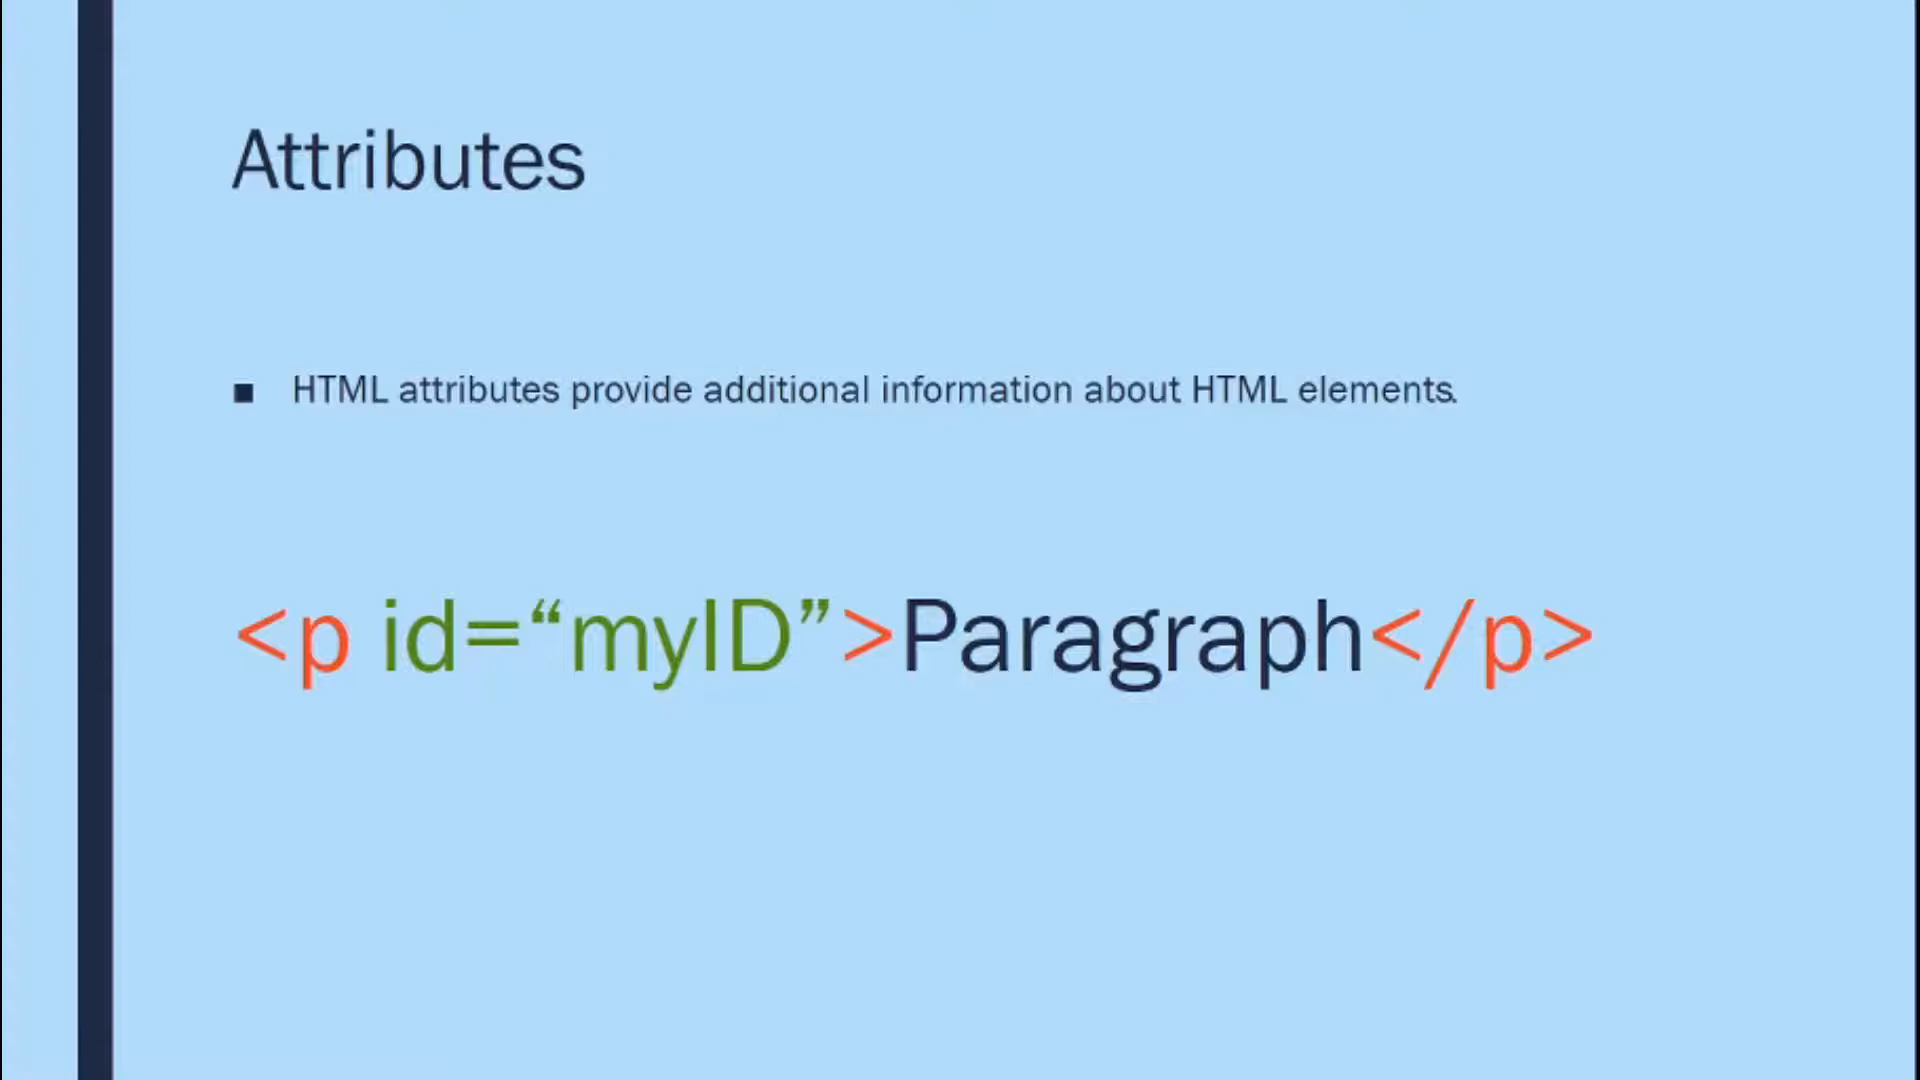 Attributes
■ HTML attributes provide additional information about HTML elements.
<p id=“myID”>Paragraph</p>